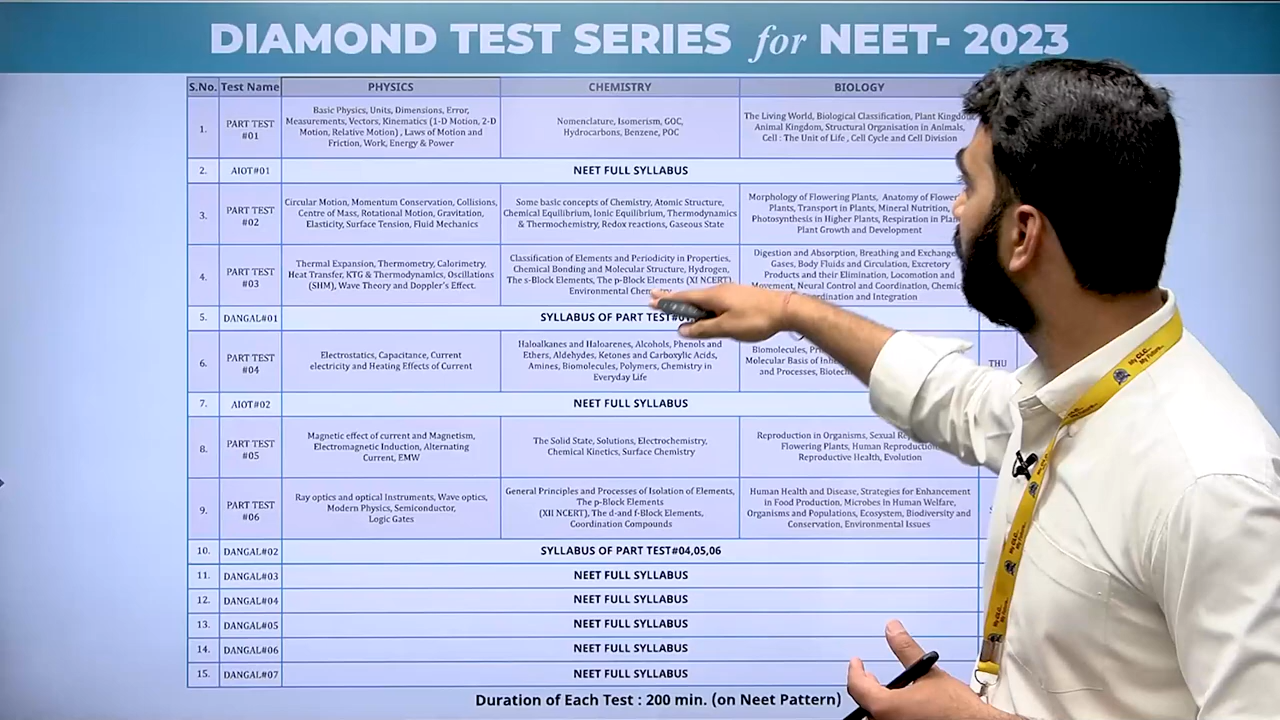 DIAMOND TEST SERIES for NEET- 2023
S.No. Test Name PHYSICS CHEMISTRY BIOLOGY
1. PART TEST #01
Basic Physics, Units, Dimensions, Error,
Measurements, Vectors, Kinematics (1-D Motion, 2-D
Motion, Relative Motion) , Laws of Motion and
Friction, Work, Energy & Power
Nomenclature, Isomerism, GOC,
Hydrocarbons, Benzene, POC
The Living World, Biological Classification, Plant
Animal Kingdom, Structural Organisation in Animals,
Cell : The Unit of Life , Cell Cycle and Cell Division
2. AIOT#01 NEET FULL SYLLABUS
3. PART TEST #02
Circular Motion, Momentum Conservation, Collisions,
Centre of Mass, Rotational Motion, Gravitation,
Elasticity, Surface Tension, Fluid Mechanics
Some basic concepts of Chemistry, Atomic Structure,
Chemical Equilibrium, Ionic Equilibrium, Thermodynamics
& Thermochemistry, Redox reactions, Gaseous State
Morphology of Flowering Plants, Anatomy of
Plants, Transport in Plants, Mineral Nutrition,
Photosynthesis in Higher Plants, Respiration in
Plant Growth and Development
4. PART TEST #03
Thermal Expansion, Thermometry, Calorimetry,
Heat Transfer, KTG & Thermodynamics, Oscillations
(SHM), Wave Theory and Doppler's Effect.
Classification of Elements and Periodicity in Properties,
Chemical Bonding and Molecular Structure, Hydrogen,
The s-Block Elements, The p-Block Elements (XI NCERT),
Environmental
Digestion and Absorption, Breathing and Exchange
Gases, Body Fluids and Circulation, Excretory
Products and their Elimination, Locomotion and
Movement, Neural Control and Coordination,
and Integration
5. DANGAL#01 SYLLABUS OF PART
6. PART TEST #04
Electrostatics, Capacitance, Current
electricity and Heating Effects of Current
Haloalkanes and Haloarenes, Alcohols, Phenols and
Ethers, Aldehydes, Ketones and Carboxylic Acids,
Amines, Biomolecules, Polymers, Chemistry in
Everyday Life
Biomolecules,
Molecular Basis of
and Processes,
THU
7. AIOT#02 NEET FULL SYLLABUS
8. PART TEST #05
Magnetic effect of current and Magnetism,
Electromagnetic Induction, Alternating
Current, EMW
The Solid State, Solutions, Electrochemistry,
Chemical Kinetics, Surface Chemistry
Reproduction in Organisms, Sexual
Flowering Plants, Human
Reproductive Health, Evolution
9. PART TEST #06
Ray optics and optical Instruments, Wave optics,
Modern Physics, Semiconductor,
Logic Gates
General Principles and Processes of Isolation of Elements,
The p-Block Elements
(XII NCERT), The d-and f-Block Elements,
Coordination Compounds
Human Health and Disease, Strategies for Enhancement
in Food Production, Microbes in Human Welfare,
Organisms and Populations, Ecosystem, Biodiversity and
Conservation, Environmental Issues
10. DANGAL#02 SYLLABUS OF PART TEST#04,05,06
11. DANGAL#03 NEET FULL SYLLABUS
12. DANGAL#04 NEET FULL SYLLABUS
13. DANGAL#05 NEET FULL SYLLABUS
14. DANGAL#06 NEET FULL SYLLABUS
15. DANGAL#07 NEET FULL SYLLABUS
Duration of Each Test : 200 min. (on Neet Pattern)
My CLC...
My Future...